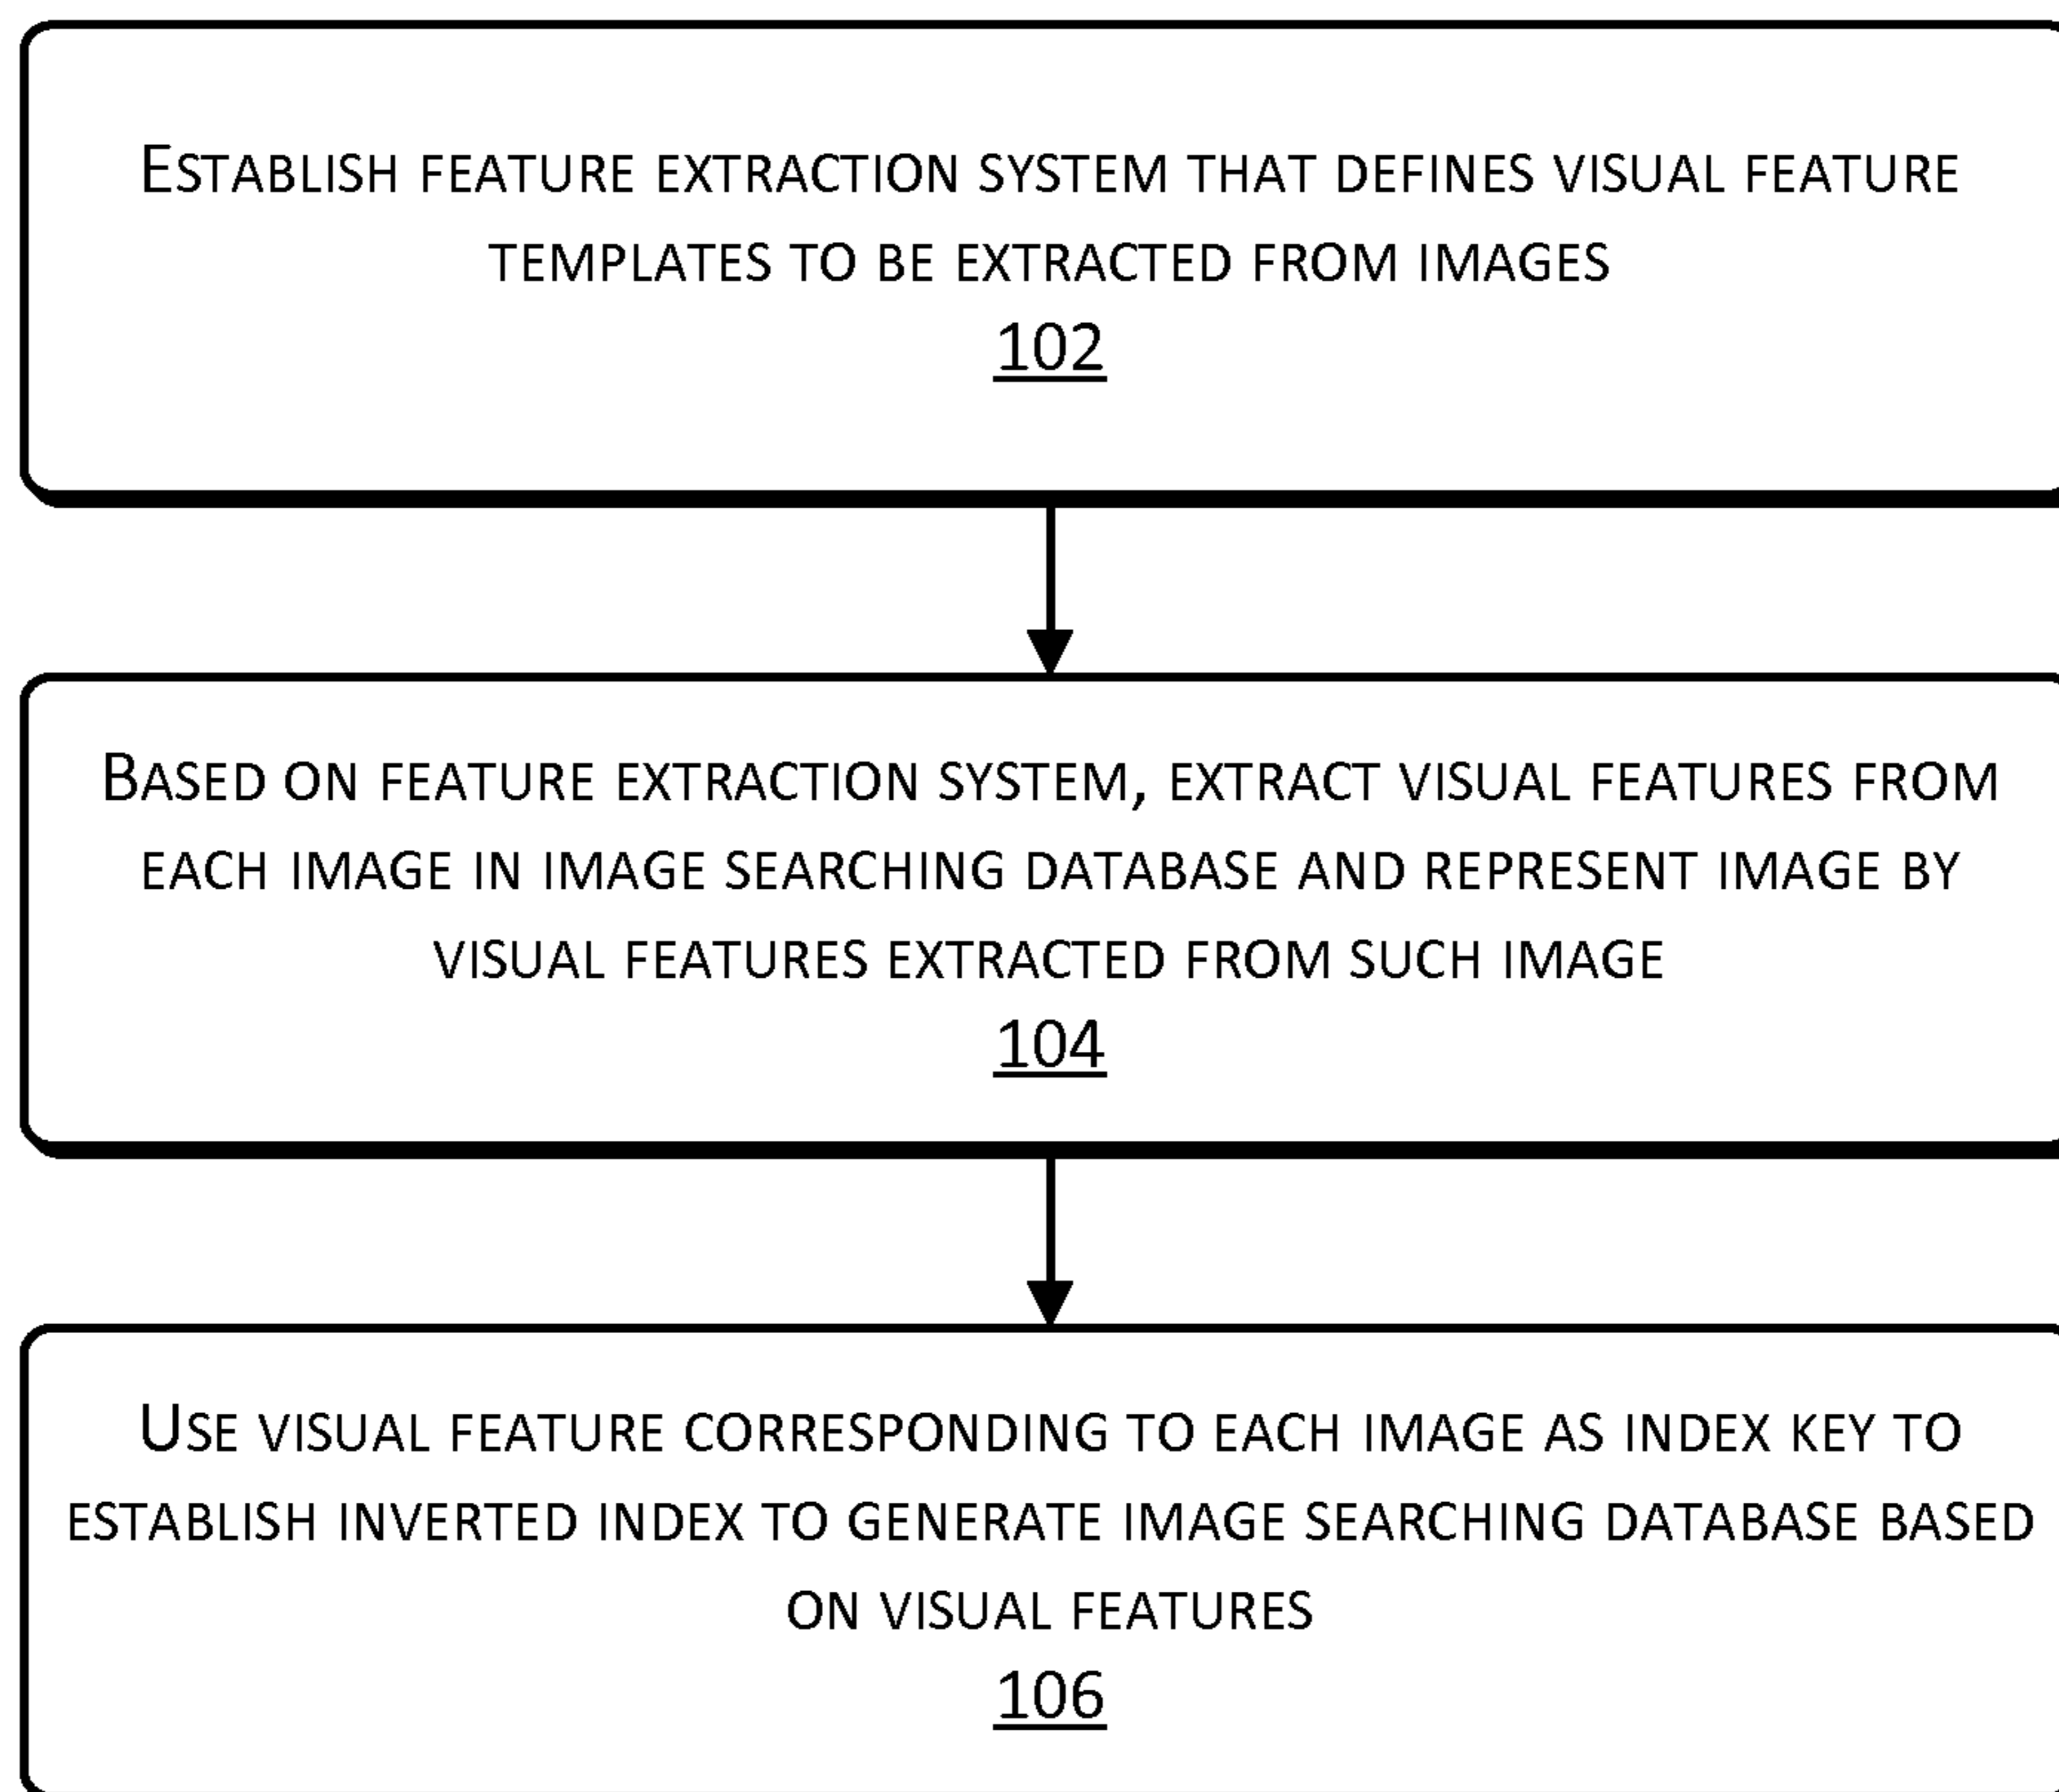 ESTABLISH FEATURE EXTRACTION SYSTEM THAT DEFINES VISUAL FEATURE
TEMPLATES TO BE EXTRACTED FROM IMAGES
102
BASED ON FEATURE EXTRACTION SYSTEM, EXTRACT VISUAL FEATURES FROM
EACH IMAGE IN IMAGE SEARCHING DATABASE AND REPRESENT IMAGE BY
VISUAL FEATURES EXTRACTED FROM SUCH IMAGE
104
USE VISUAL FEATURE CORRESPONDING TO EACH IMAGE AS INDEX KEY TO
ESTABLISH INVERTED INDEX TO GENERATE IMAGE SEARCHING DATABASE BASED
ON VISUAL FEATURES
106